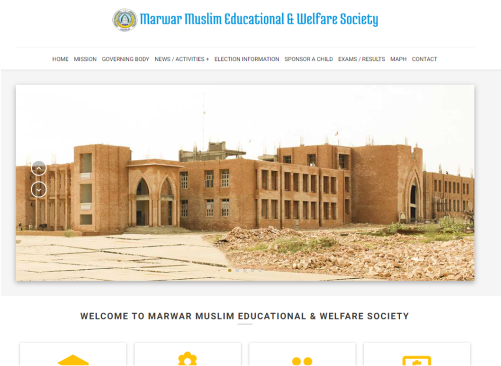 Marwar Muslim Educational & Welfare Society
HOME MISSION GOVERNING BODY NEWS / ACTIVITIES + ELECTION INFORMATION SPONSOR A CHILD EXAMS / RESULTS MAPH CONTACT
WELCOME TO MARWAR MUSLIM EDUCATIONAL & WELFARE SOCIETY